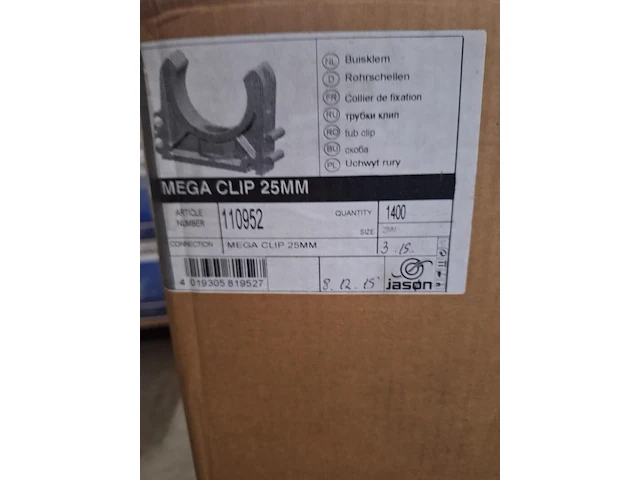 NL Buisklem
D Rohrschellen
FR Collier de fixation
RU трубки клип
RO tub clip
BU скоба
PL Uchwyt rury
MEGA CLIP 25MM
ARTICLE NUMBER 110952 QUANTITY 1400
SIZE
CONNECTION MEGA CLIP 25MM 3.15.
4 019305 819527 8.12.15 jason